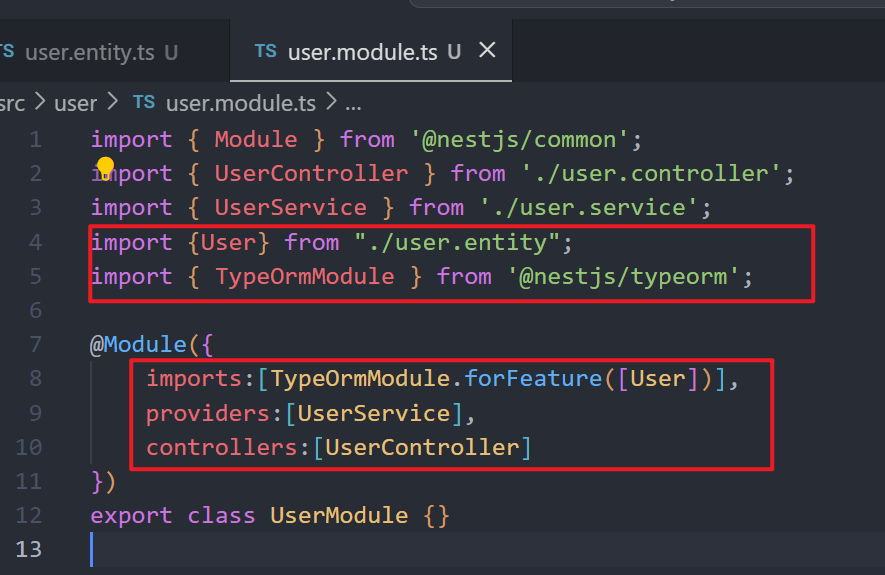 TS user.entity.ts U TS user.module.ts U ×
src > user > TS user.module.ts > ...
1 import { Module } from '@nestjs/common';
2 import { UserController } from './user.controller';
3 import { UserService } from './user.service';
4 import {User} from "./user.entity";
5 import { TypeOrmModule } from '@nestjs/typeorm';
6
7 @Module({
8 imports:[TypeOrmModule.forFeature([User])],
9 providers:[UserService],
10 controllers:[UserController]
11 })
12 export class UserModule {}
13